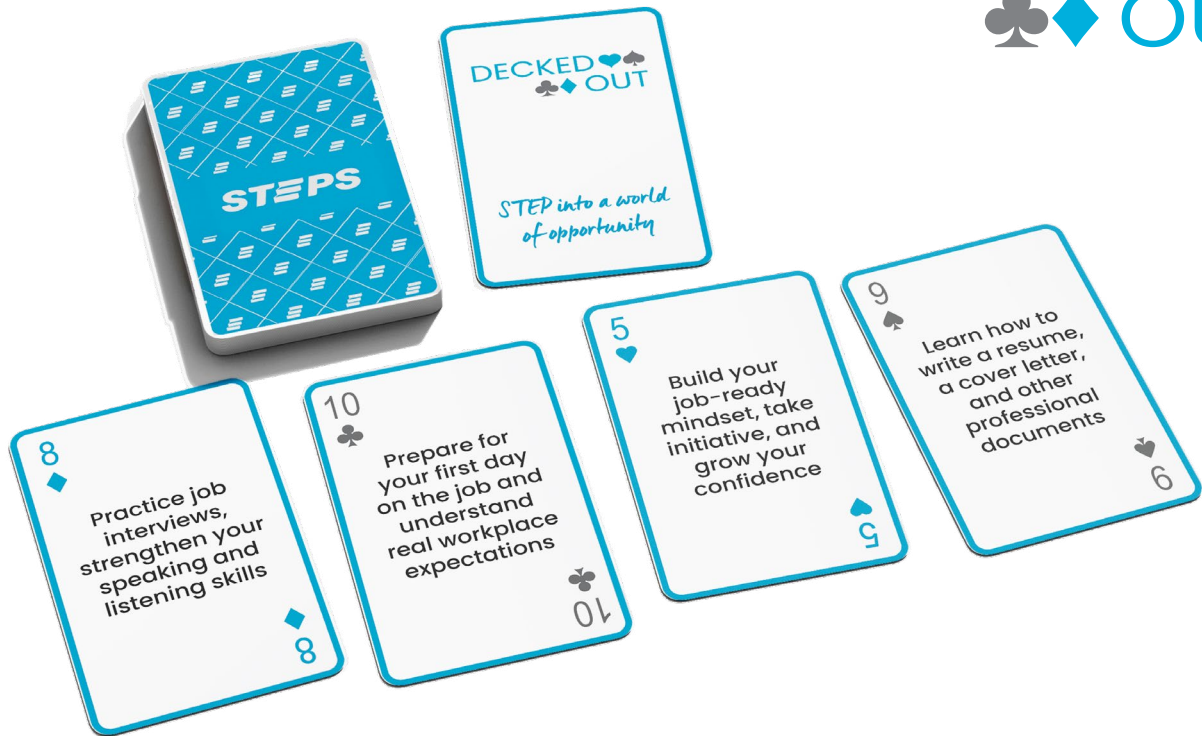 STEPS
DECKED♥♠
♣♦ OUT
STEP into a world
of opportunity
♣♦
8
♦
Practice job
interviews,
strengthen your
speaking and
listening skills
♦
8
10
♣
Prepare for
your first day
on the job and
understand
real workplace
expectations
♣
10
5
♥
Build your
job-ready
mindset, take
initiative, and
grow your
confidence
♥
5
9
♠
Learn how to
write a resume,
a cover letter,
and other
professional
documents
♠
9